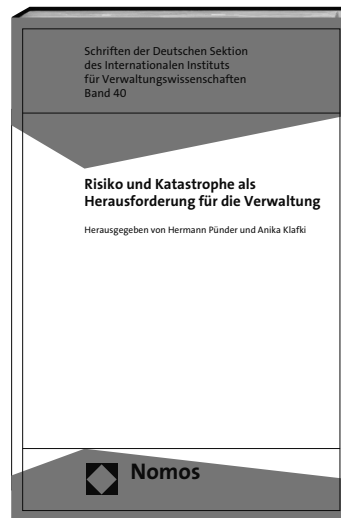 Schriften der Deutschen Sektion
des Internationalen Instituts
für Verwaltungswissenschaften
Band 40
Risiko und Katastrophe als
Herausforderung für die Verwaltung
Herausgegeben von Hermann Pünder und Anika Klafki
Nomos